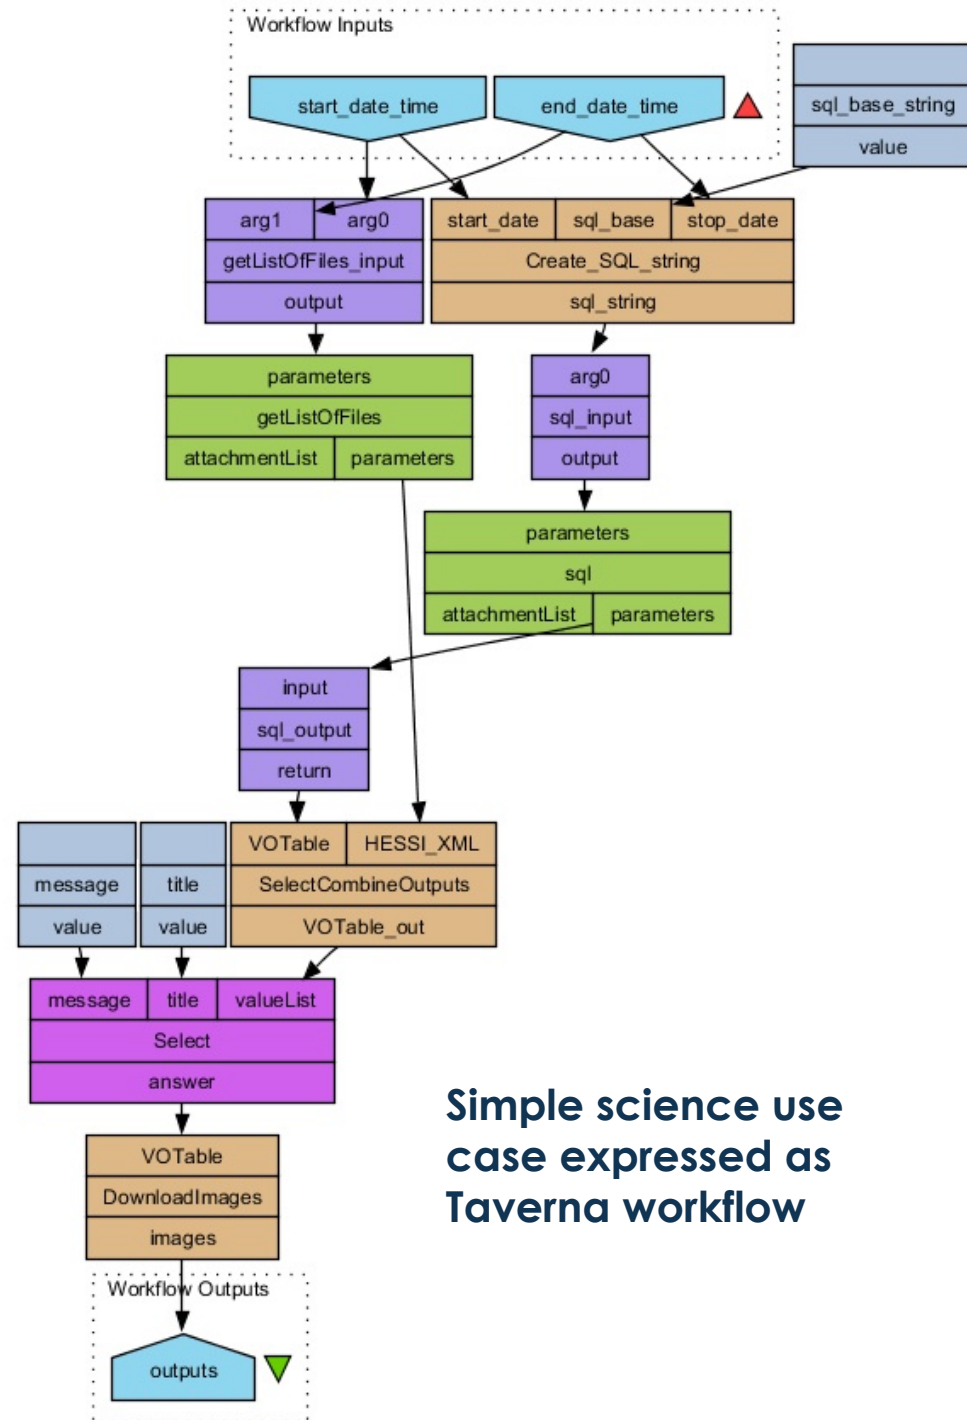 Workflow Inputs
start_date_time
end_date_time
sql_base_string
value
arg1 arg0
getListOfFiles_input
output
start_date sql_base stop_date
Create_SQL_string
sql_string
parameters
getListOfFiles
attachmentList parameters
arg0
sql_input
output
parameters
sql
attachmentList parameters
input
sql_output
return
message
value
title
value
VOTable HESSI_XML
SelectCombineOutputs
VOTable_out
message title valueList
Select
answer
VOTable
DownloadImages
images
Workflow Outputs
outputs
Simple science use
case expressed as
Taverna workflow